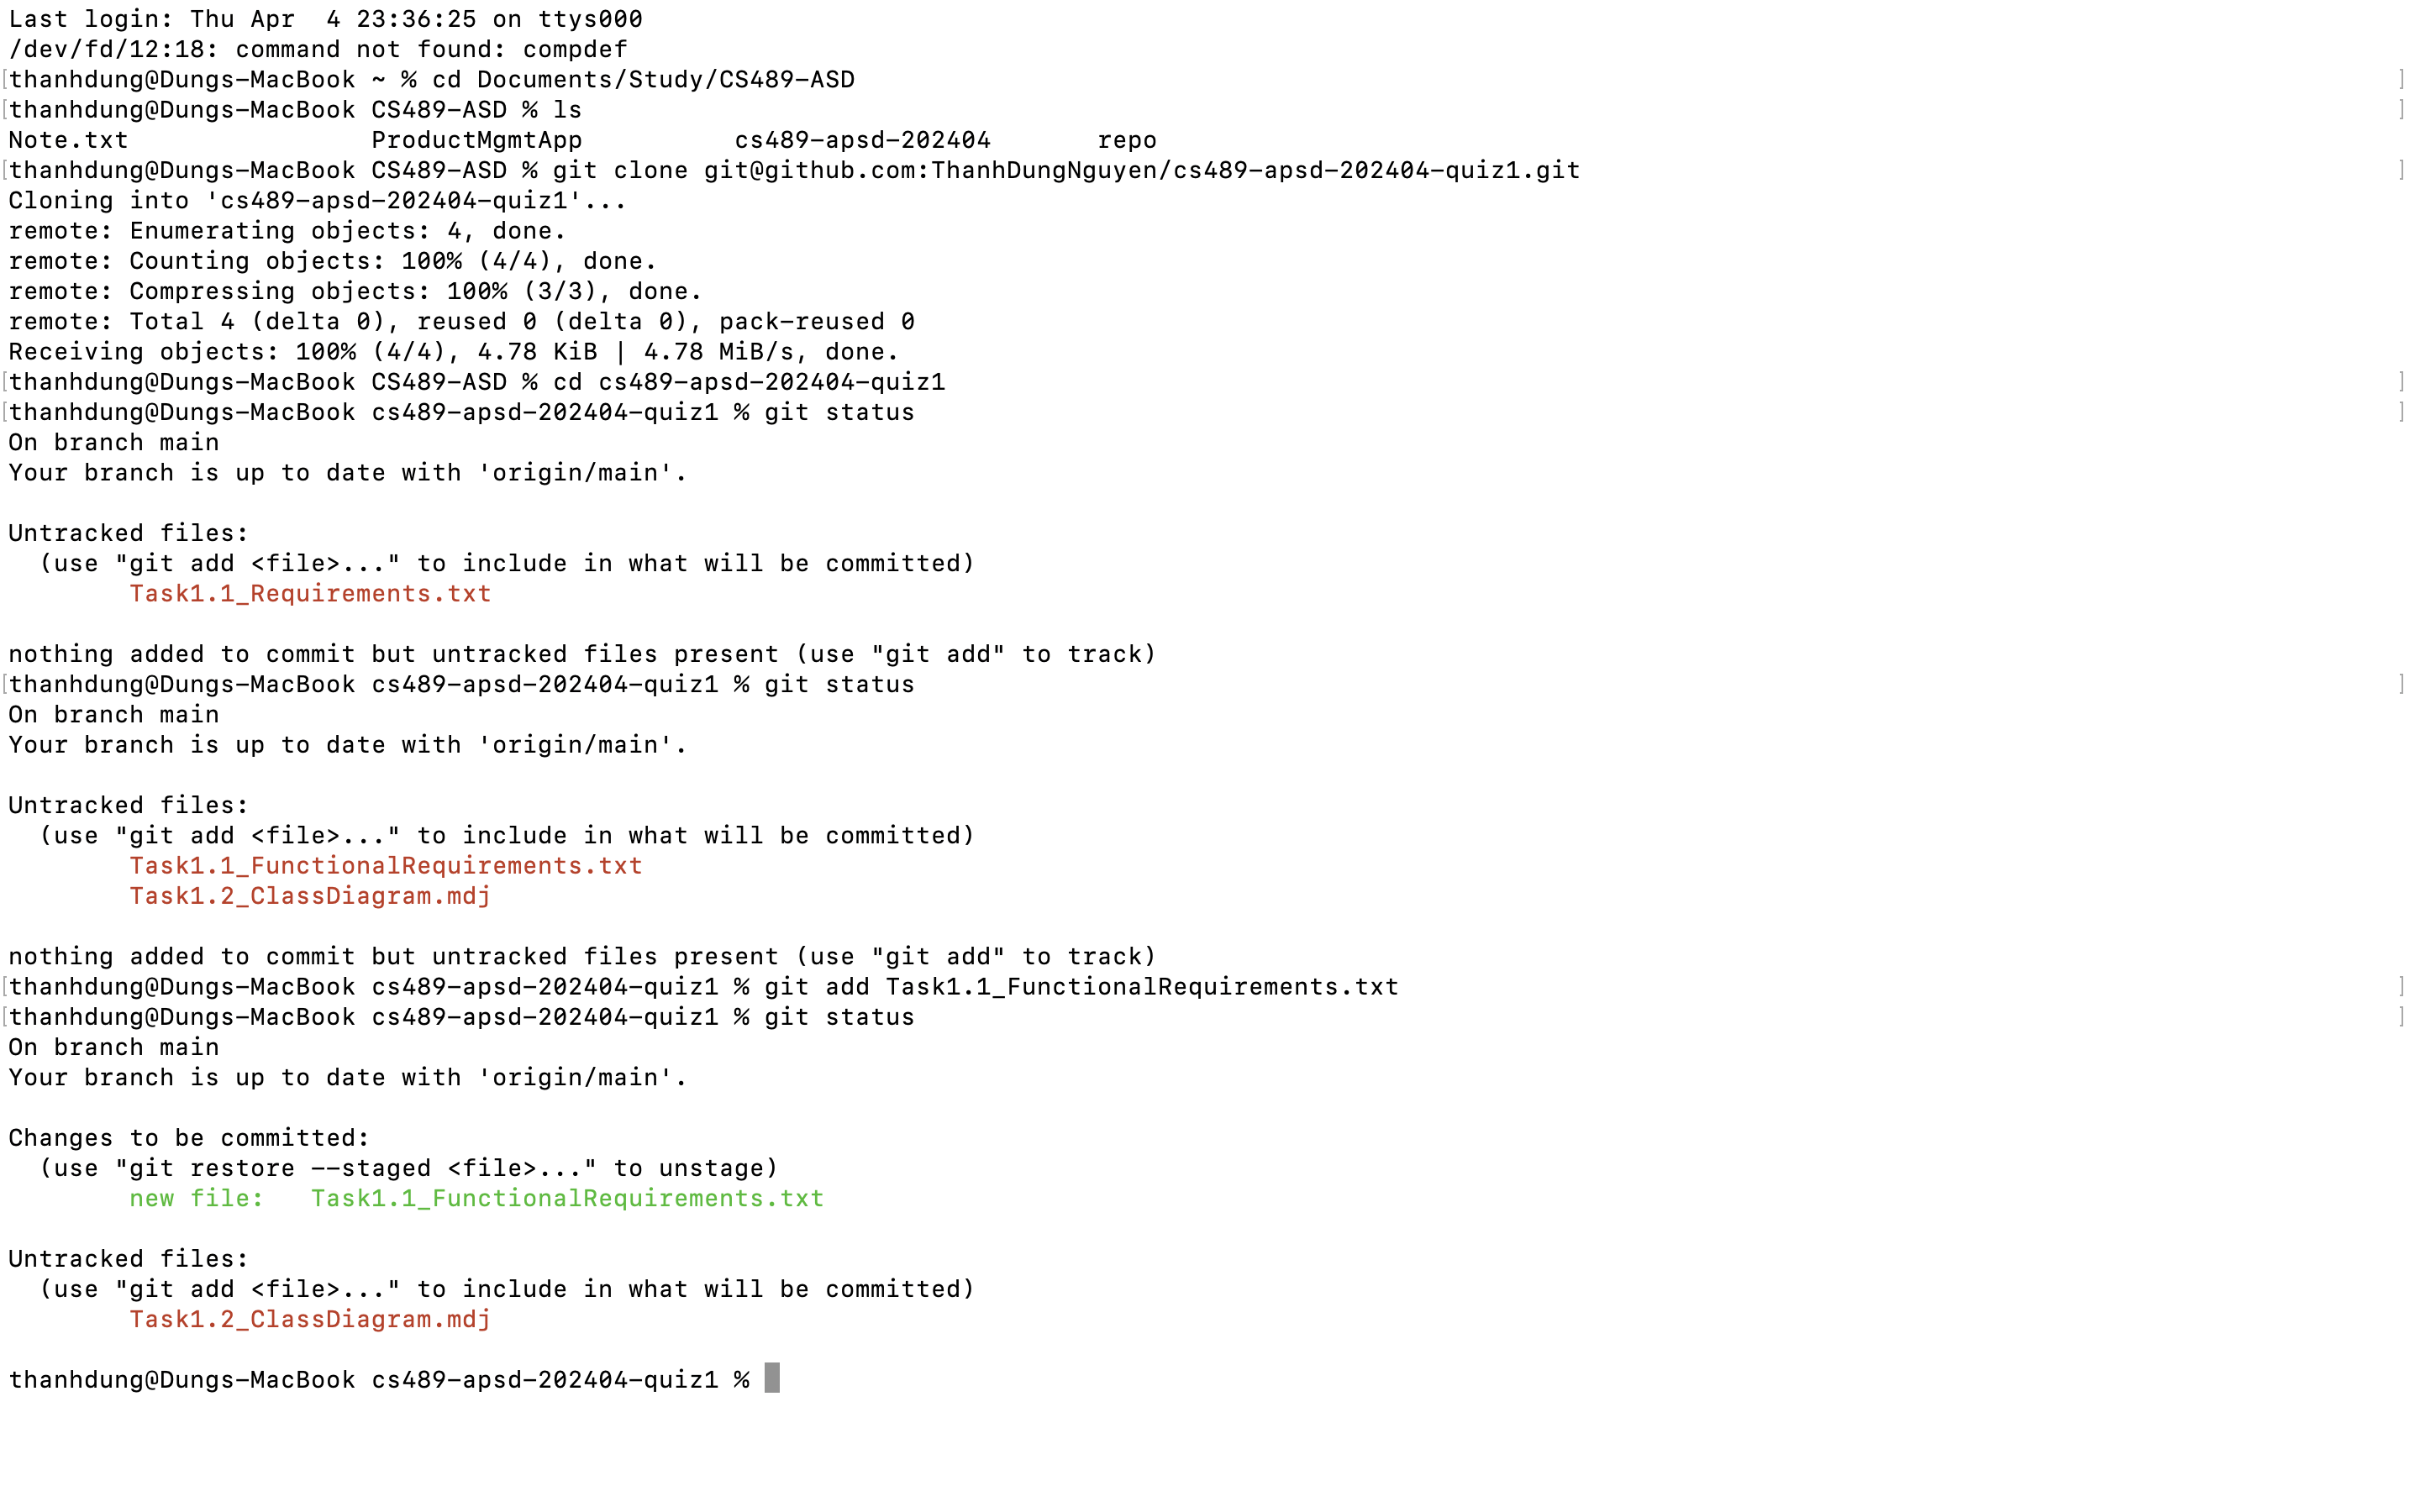 Last login: Thu Apr  4 23:36:25 on ttys000
/dev/fd/12:18: command not found: compdef
[thanhdung@Dungs-MacBook ~ % cd Documents/Study/CS489-ASD ]
[thanhdung@Dungs-MacBook CS489-ASD % ls ]
Note.txt                ProductMgmtApp          cs489-apsd-202404       repo
[thanhdung@Dungs-MacBook CS489-ASD % git clone git@github.com:ThanhDungNguyen/cs489-apsd-202404-quiz1.git ]
Cloning into 'cs489-apsd-202404-quiz1'...
remote: Enumerating objects: 4, done.
remote: Counting objects: 100% (4/4), done.
remote: Compressing objects: 100% (3/3), done.
remote: Total 4 (delta 0), reused 0 (delta 0), pack-reused 0
Receiving objects: 100% (4/4), 4.78 KiB | 4.78 MiB/s, done.
[thanhdung@Dungs-MacBook CS489-ASD % cd cs489-apsd-202404-quiz1 ]
[thanhdung@Dungs-MacBook cs489-apsd-202404-quiz1 % git status ]
On branch main
Your branch is up to date with 'origin/main'.

Untracked files:
  (use "git add <file>..." to include in what will be committed)
        Task1.1_Requirements.txt

nothing added to commit but untracked files present (use "git add" to track)
[thanhdung@Dungs-MacBook cs489-apsd-202404-quiz1 % git status ]
On branch main
Your branch is up to date with 'origin/main'.

Untracked files:
  (use "git add <file>..." to include in what will be committed)
        Task1.1_FunctionalRequirements.txt
        Task1.2_ClassDiagram.mdj

nothing added to commit but untracked files present (use "git add" to track)
[thanhdung@Dungs-MacBook cs489-apsd-202404-quiz1 % git add Task1.1_FunctionalRequirements.txt ]
[thanhdung@Dungs-MacBook cs489-apsd-202404-quiz1 % git status ]
On branch main
Your branch is up to date with 'origin/main'.

Changes to be committed:
  (use "git restore --staged <file>..." to unstage)
        new file:   Task1.1_FunctionalRequirements.txt

Untracked files:
  (use "git add <file>..." to include in what will be committed)
        Task1.2_ClassDiagram.mdj

thanhdung@Dungs-MacBook cs489-apsd-202404-quiz1 %